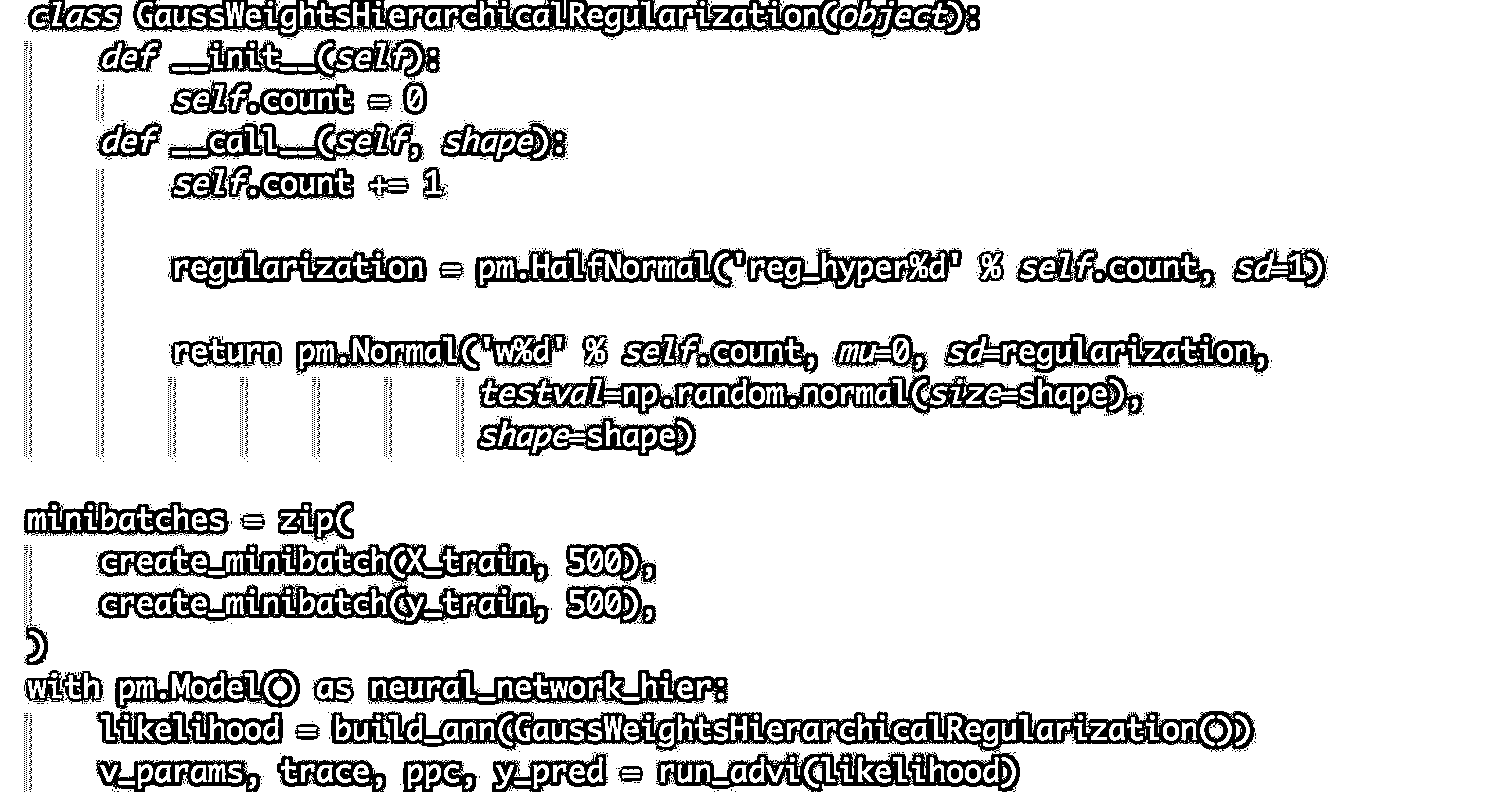 class GaussWeightsHierarchicalRegularization(object):
    def __init__(self):
        self.count = 0
    def __call__(self, shape):
        self.count += 1

        regularization = pm.HalfNormal('reg_hyper%d' % self.count, sd=1)

        return pm.Normal('w%d' % self.count, mu=0, sd=regularization,
                         testval=np.random.normal(size=shape),
                         shape=shape)

minibatches = zip(
    create_minibatch(X_train, 500),
    create_minibatch(y_train, 500),
)
with pm.Model() as neural_network_hier:
    likelihood = build_ann(GaussWeightsHierarchicalRegularization())
    v_params, trace, ppc, y_pred = run_advi(likelihood)